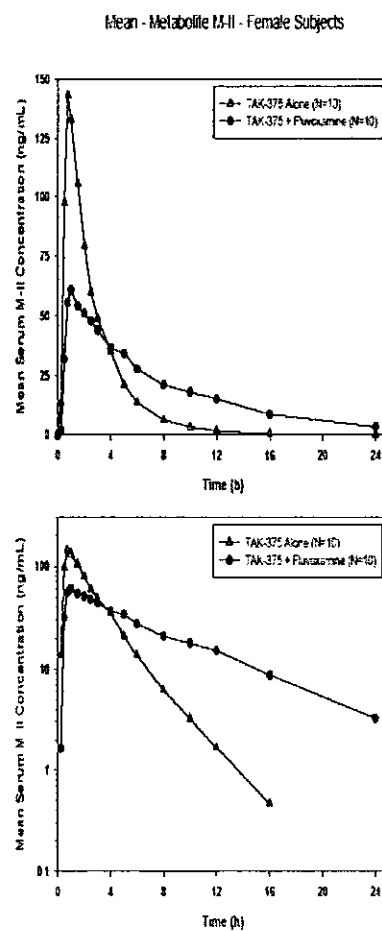 Mean - Metabolite M-II - Female Subjects
150
125
100
75
50
25
0
Mean Serum M-II Concentration (ng/mL)
TAK-375 Alone (N=10)
TAK-375 + Fluvoxamine (N=10)
0 4 8 12 16 20 24
Time (h)
100
10
1
0.1
Mean Serum M-II Concentration (ng/mL)
TAK-375 Alone (N=10)
TAK-375 + Fluvoxamine (N=10)
0 4 8 12 16 20 24
Time (h)